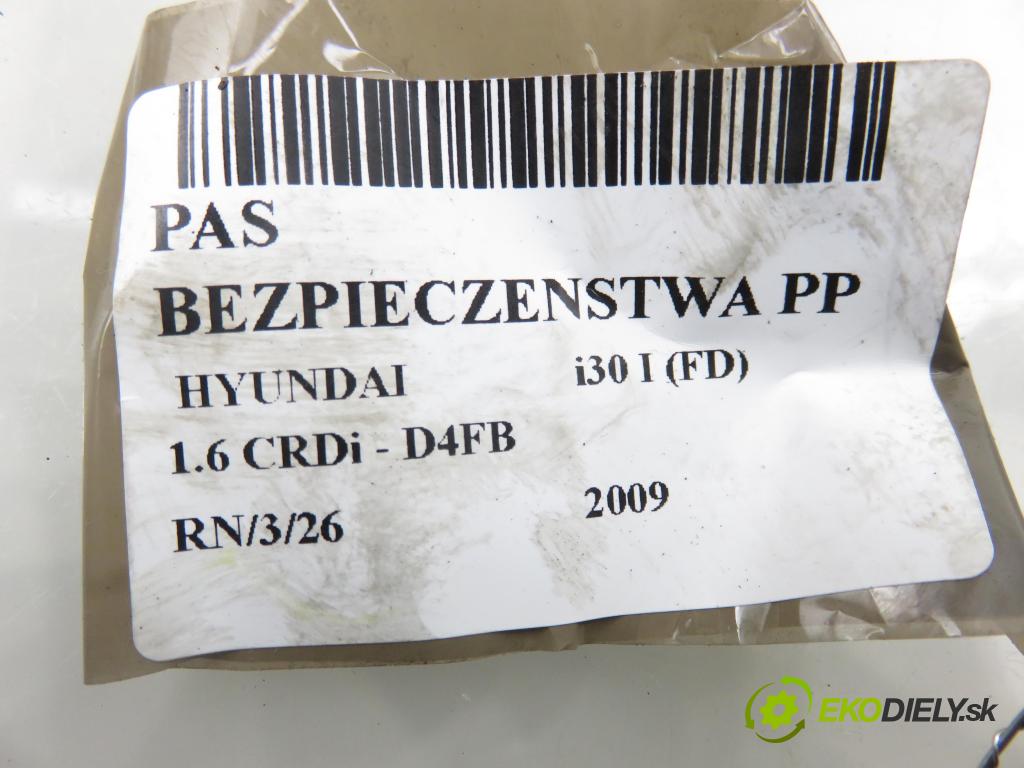 PAS
BEZPIECZENSTWA PP
HYUNDAI i30 I (FD)
1.6 CRDi - D4FB
RN/3/26 2009
EKODIELY.sk